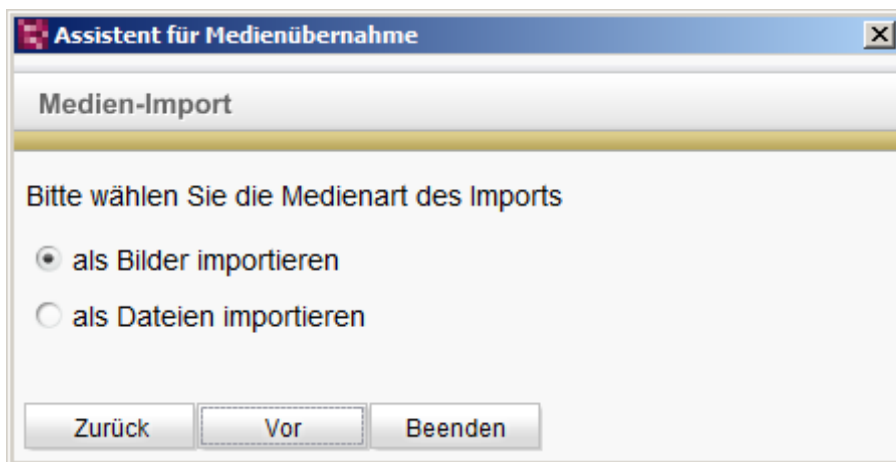 Assistent für Medienübernahme
Medien-Import
Bitte wählen Sie die Medienart des Imports
als Bilder importieren
als Dateien importieren
Zurück Vor Beenden